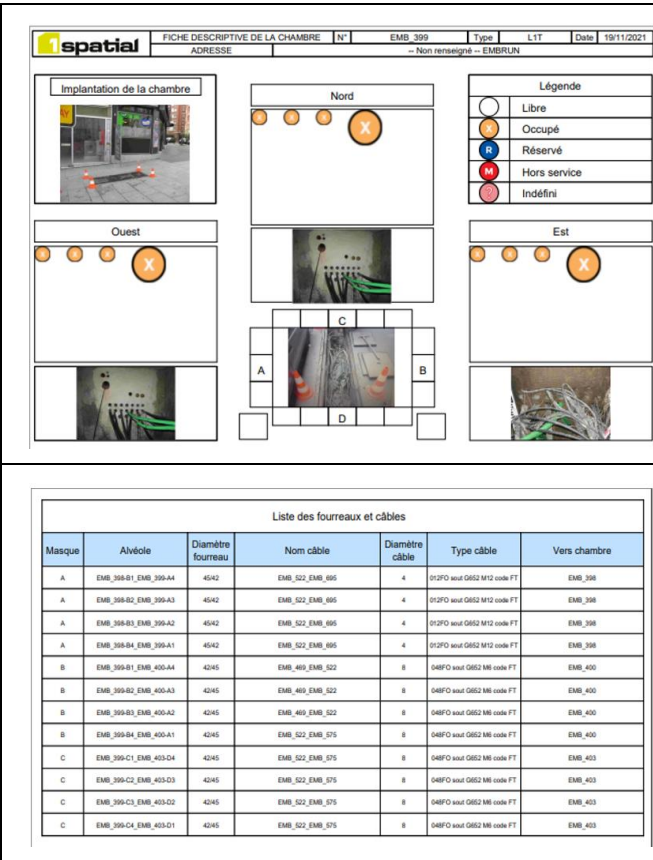 1spatial
FICHE DESCRIPTIVE DE LA CHAMBRE N° EMB_399 Type L1T Date 19/11/2021
ADRESSE -- Non renseigné -- EMBRUN
Implantation de la chambre
Nord
X
Légende
Libre
X Occupé
R Réservé
M Hors service
? Indéfini
Ouest
X
Est
X
C
A
B
D
Liste des fourreaux et câbles
Masque Alvéole Diamètre fourreau Nom câble Diamètre câble Type câble Vers chambre
A EMB_398-B1_EMB_399-A4 45/42 EMB_522_EMB_695 4 012FO sout G652 M12 code FT EMB_398
A EMB_398-B2_EMB_399-A3 45/42 EMB_522_EMB_695 4 012FO sout G652 M12 code FT EMB_398
A EMB_398-B3_EMB_399-A2 45/42 EMB_522_EMB_695 4 012FO sout G652 M12 code FT EMB_398
A EMB_398-B4_EMB_399-A1 45/42 EMB_522_EMB_695 4 012FO sout G652 M12 code FT EMB_398
B EMB_399-B1_EMB_400-A4 42/45 EMB_469_EMB_522 8 048FO sout G652 M6 code FT EMB_400
B EMB_399-B2_EMB_400-A3 42/45 EMB_469_EMB_522 8 048FO sout G652 M6 code FT EMB_400
B EMB_399-B3_EMB_400-A2 42/45 EMB_469_EMB_522 8 048FO sout G652 M6 code FT EMB_400
B EMB_399-B4_EMB_400-A1 42/45 EMB_522_EMB_575 8 048FO sout G652 M6 code FT EMB_400
C EMB_399-C1_EMB_403-D4 42/45 EMB_522_EMB_575 8 048FO sout G652 M6 code FT EMB_403
C EMB_399-C2_EMB_403-D3 42/45 EMB_522_EMB_575 8 048FO sout G652 M6 code FT EMB_403
C EMB_399-C3_EMB_403-D2 42/45 EMB_522_EMB_575 8 048FO sout G652 M6 code FT EMB_403
C EMB_399-C4_EMB_403-D1 42/45 EMB_522_EMB_575 8 048FO sout G652 M6 code FT EMB_403